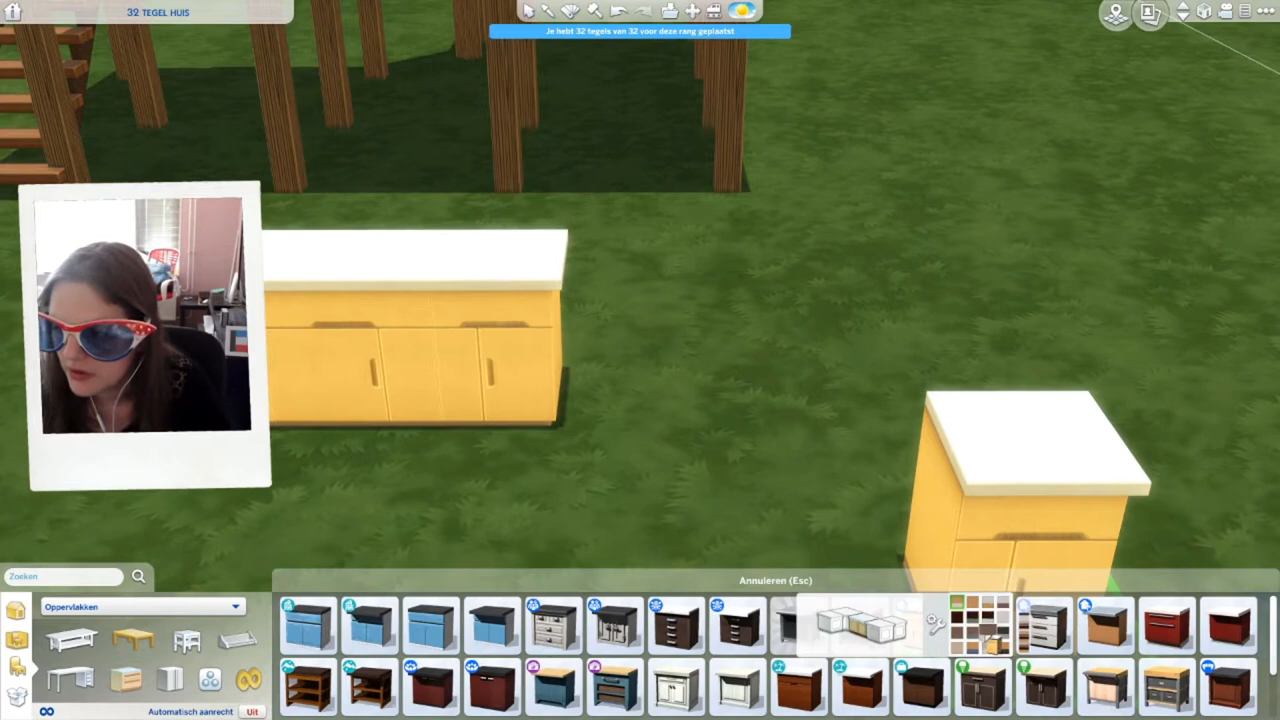 32 TEGEL HUIS
Je hebt 32 tegels van 32 voor deze rang geplaatst
Annuleren (Esc)
Zoeken
Oppervlakken
Automatisch aanrecht
Uit